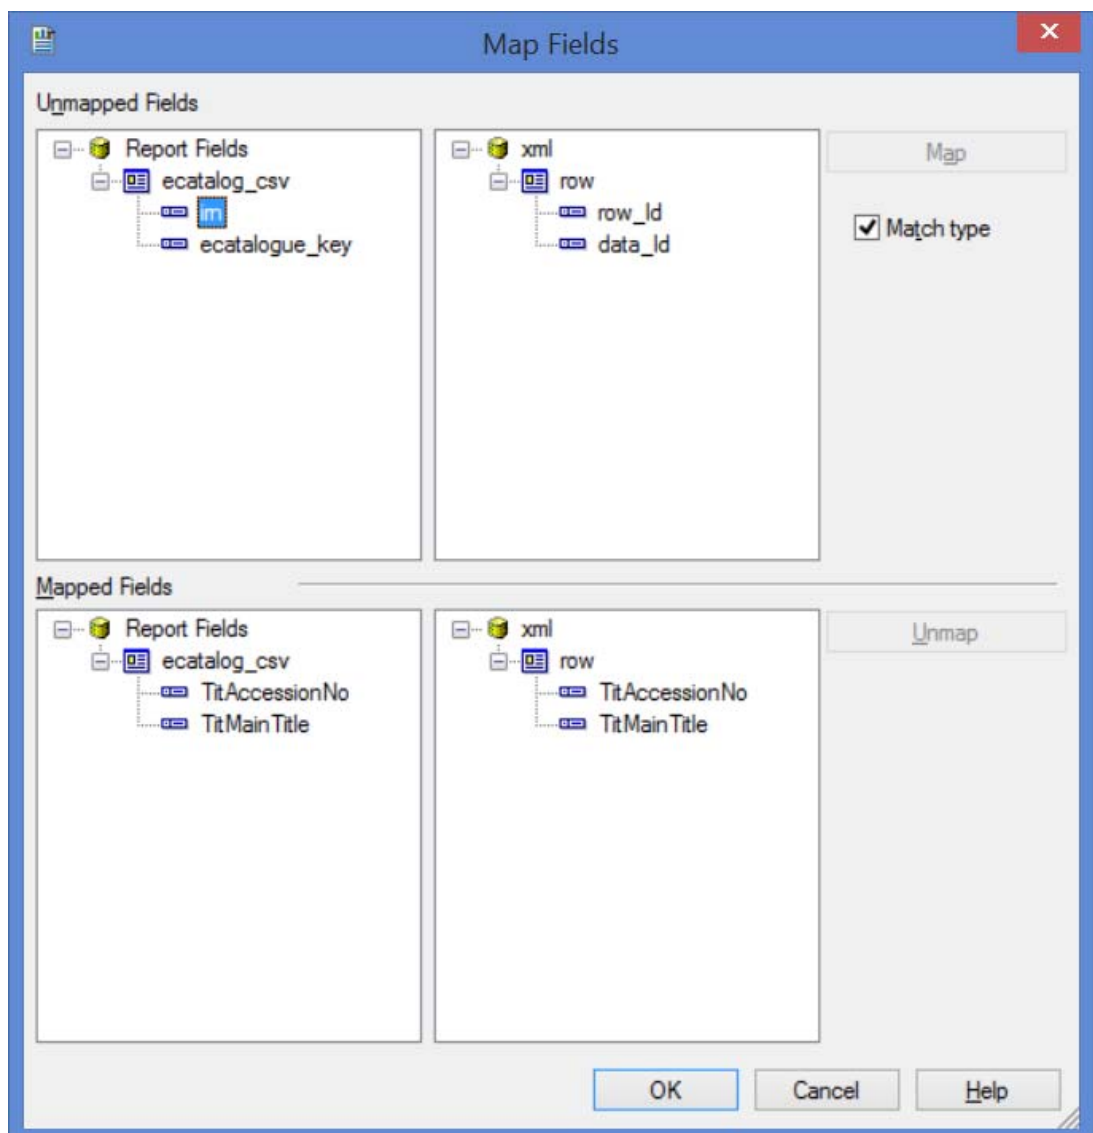 Map Fields
Unmapped Fields
Report Fields
ecatalog_csv
im
ecatalogue_key
xml
row
row_Id
data_Id
Map
Match type
Mapped Fields
Report Fields
ecatalog_csv
TitAccessionNo
TitMainTitle
xml
row
TitAccessionNo
TitMainTitle
Unmap
OK
Cancel
Help